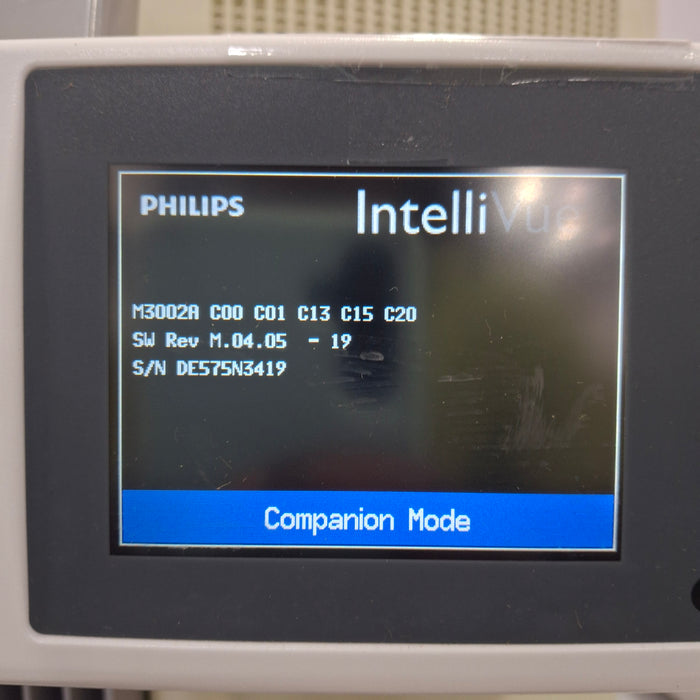 PHILIPS
IntelliVue
M3002A C00 C01 C13 C15 C20
SW Rev M.04.05 - 19
S/N DE575N3419
Companion Mode